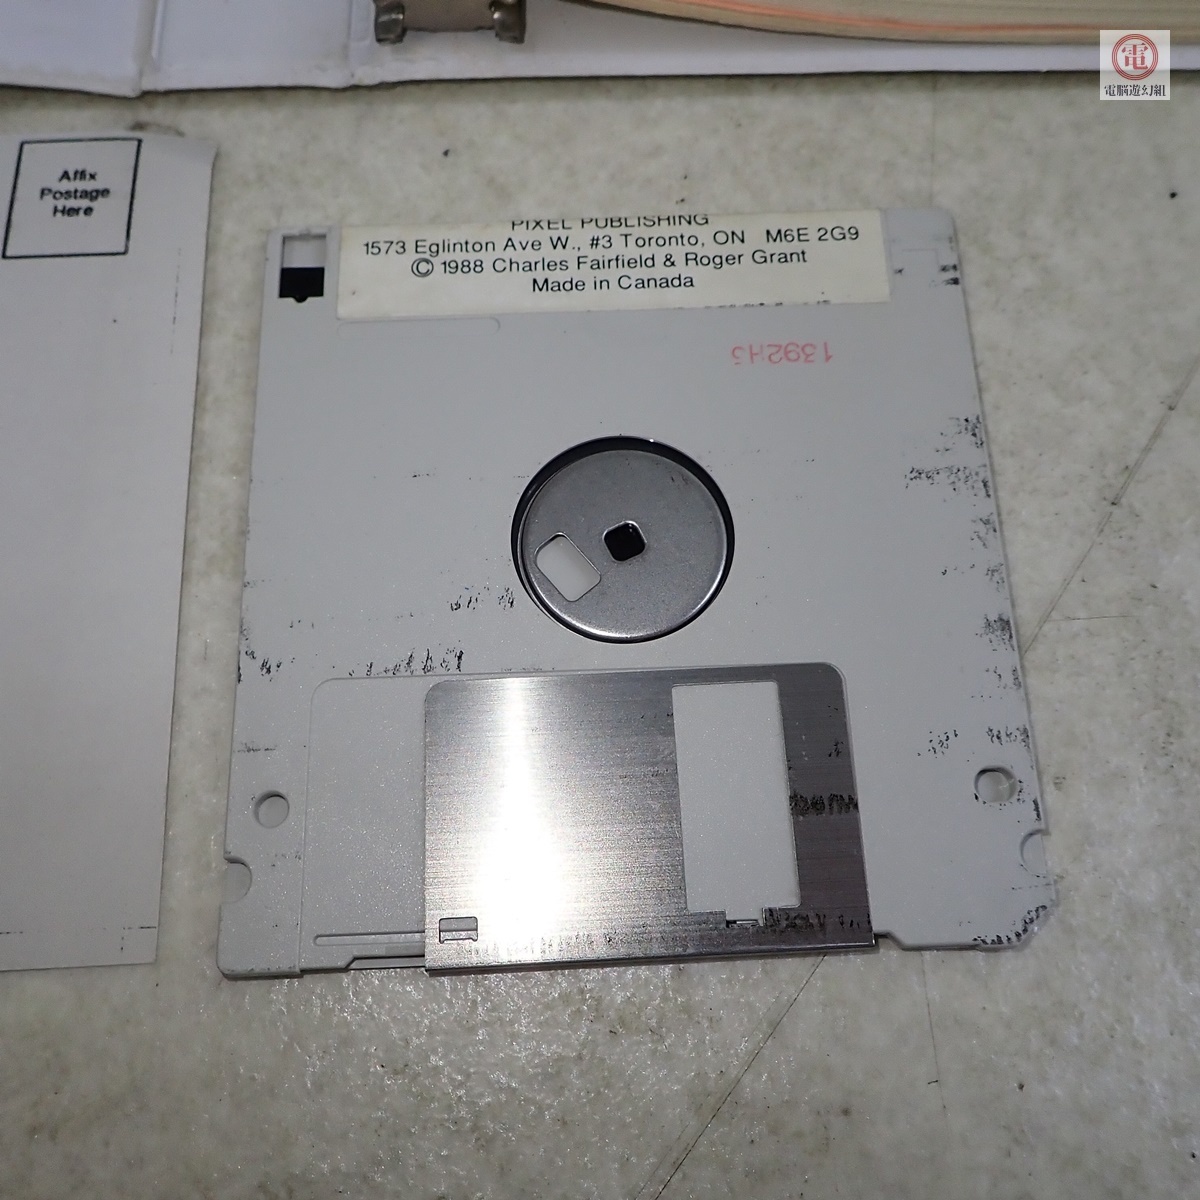 電
電脳遊幻組
Affix
Postage
Here
PIXEL PUBLISHING
1573 Eglinton Ave W., #3 Toronto, ON M6E 2G9
© 1988 Charles Fairfield & Roger Grant
Made in Canada